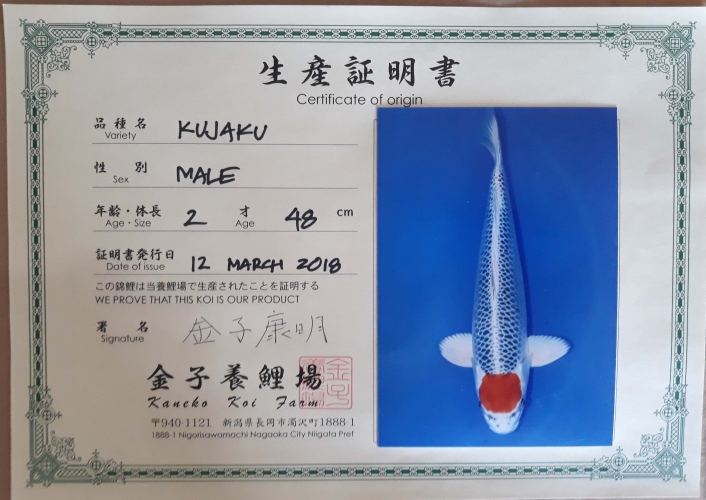 生産証明書
Certificate of origin
品種名 KUJAKU
Variety
性別 MALE
Sex
年齢・体長 2 才 48 cm
Age・Size Age
証明書発行日 12 MARCH 2018
Date of issue
この錦鯉は当養鯉場で生産されたことを証明する
WE PROVE THAT THIS KOI IS OUR PRODUCT
署名 金子康明
Signature
金子養鯉場
Kaneko Koi Farm
〒940-1121 新潟県長岡市濁沢町1888-1
1888-1 Nigorisawamachi Nagaoka City Niigata Pref